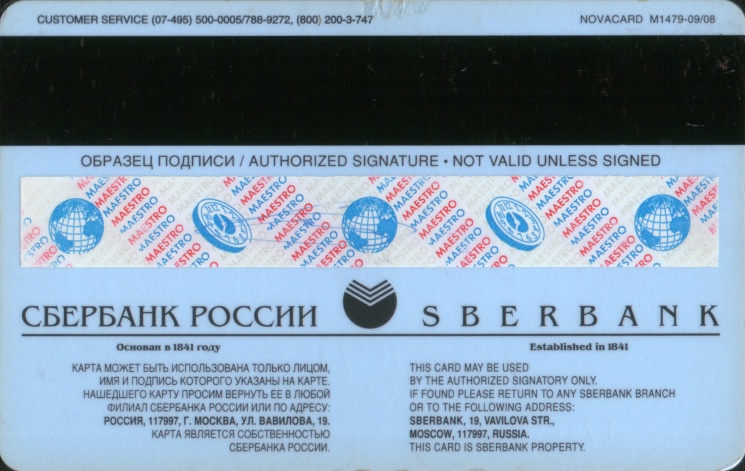 CUSTOMER SERVICE (07-495) 500-0005/788-9272, (800) 200-3-747
NOVACARD M1479-09/08
ОБРАЗЕЦ ПОДПИСИ / AUTHORIZED SIGNATURE • NOT VALID UNLESS SIGNED
MAESTRO MAESTRO MAESTRO MAESTRO MAESTRO
СБЕРБАНК РОССИИ
Основан в 1841 году
КАРТА МОЖЕТ БЫТЬ ИСПОЛЬЗОВАНА ТОЛЬКО ЛИЦОМ,
ИМЯ И ПОДПИСЬ КОТОРОГО УКАЗАНЫ НА КАРТЕ.
НАШЕДШЕГО КАРТУ ПРОСИМ ВЕРНУТЬ ЕЕ В ЛЮБОЙ
ФИЛИАЛ СБЕРБАНКА РОССИИ ИЛИ ПО АДРЕСУ:
РОССИЯ, 117997, Г. МОСКВА, УЛ. ВАВИЛОВА, 19.
КАРТА ЯВЛЯЕТСЯ СОБСТВЕННОСТЬЮ
СБЕРБАНКА РОССИИ.
SBERBANK
Established in 1841
THIS CARD MAY BE USED
BY THE AUTHORIZED SIGNATORY ONLY.
IF FOUND PLEASE RETURN TO ANY SBERBANK BRANCH
OR TO THE FOLLOWING ADDRESS:
SBERBANK, 19, VAVILOVA STR.,
MOSCOW, 117997, RUSSIA.
THIS CARD IS SBERBANK PROPERTY.